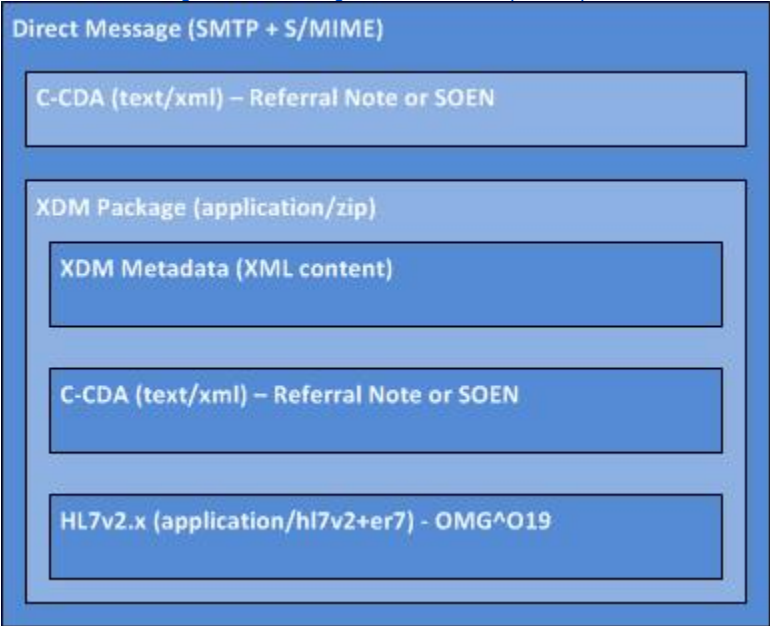 Direct Message (SMTP + S/MIME)
C-CDA (text/xml) – Referral Note or SOEN
XDM Package (application/zip)
XDM Metadata (XML content)
C-CDA (text/xml) – Referral Note or SOEN
HL7v2.x (application/hl7v2+er7) - OMG^O19